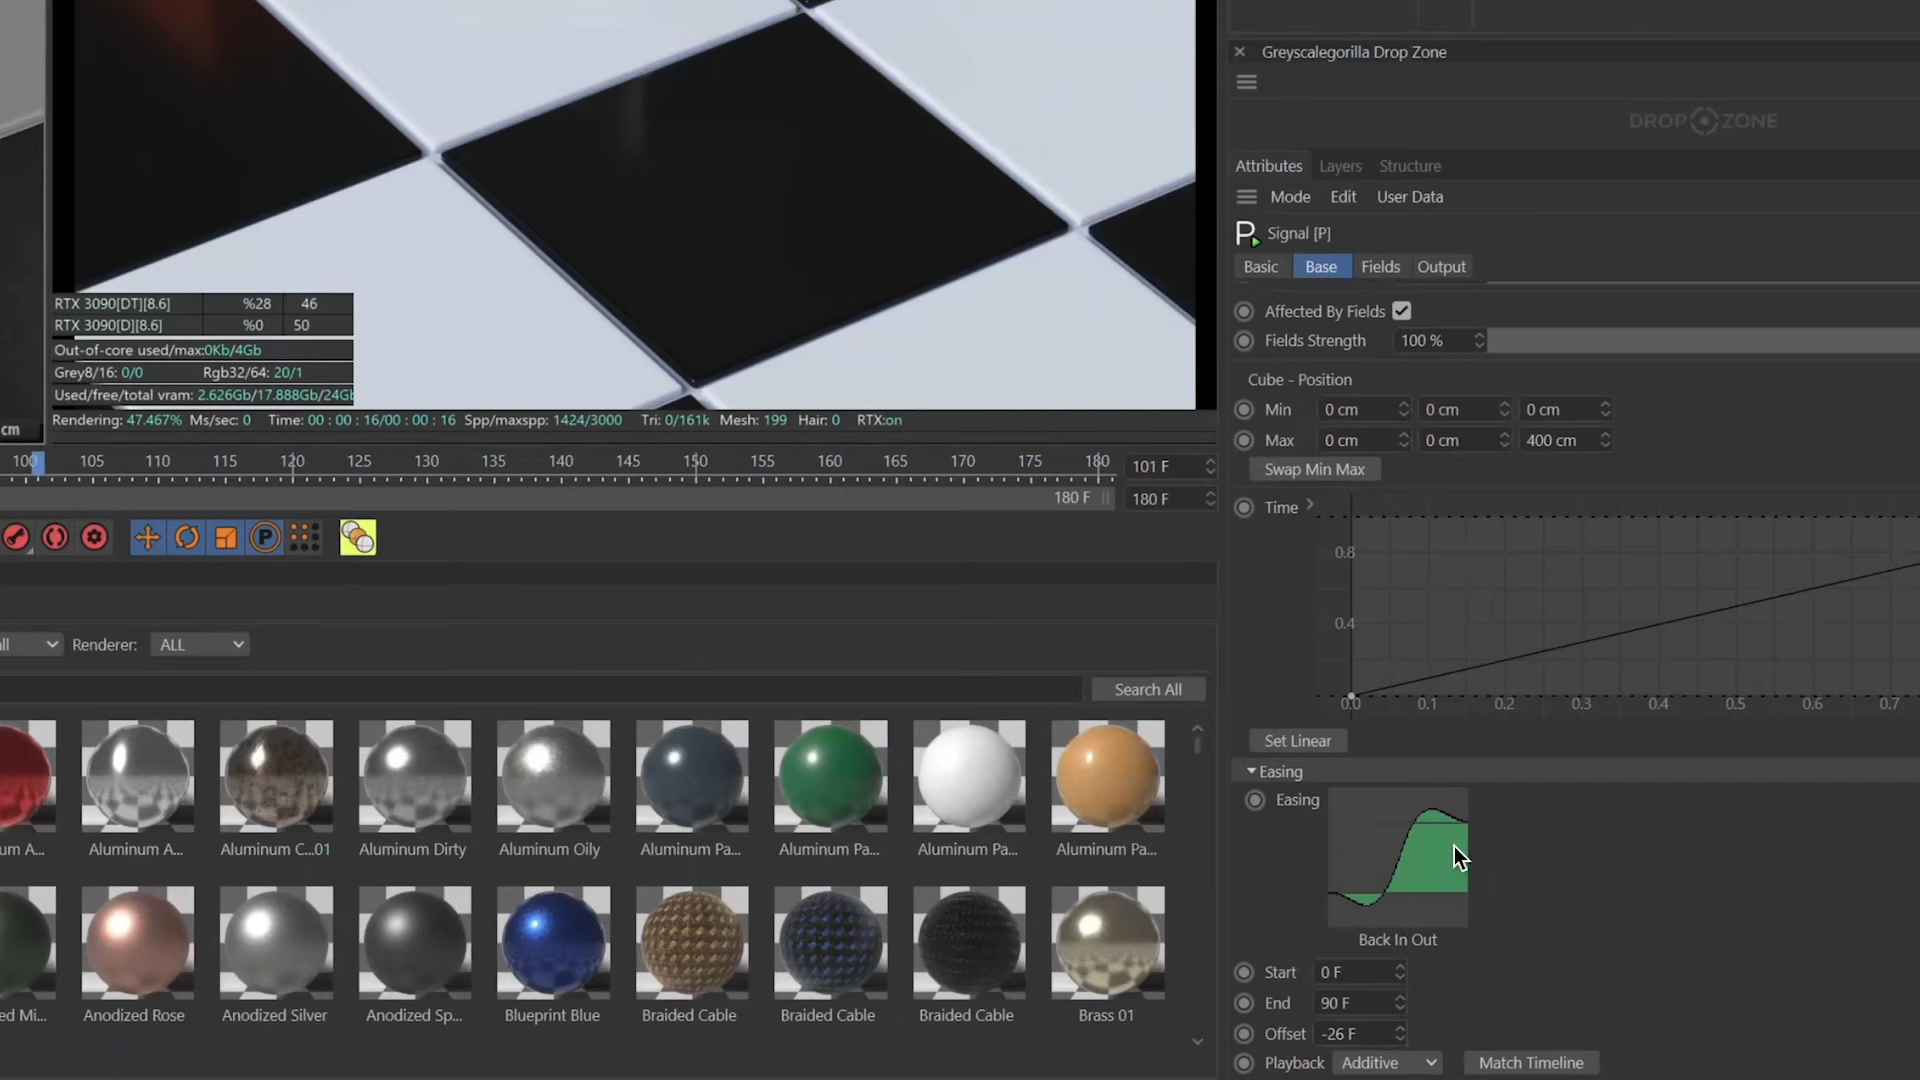 Greyscalegorilla Drop Zone
DROP ZONE
Attributes Layers Structure
Mode Edit User Data
P Signal [P]
Basic Base Fields Output
Affected By Fields
Fields Strength 100 %
Cube - Position
Min 0 cm 0 cm 0 cm
Max 0 cm 0 cm 400 cm
Swap Min Max
Time
0.8
0.4
0.0 0.1 0.2 0.3 0.4 0.5 0.6 0.7
Set Linear
Easing
Easing
Back In Out
Start 0 F
End 90 F
Offset -26 F
Playback Additive Match Timeline
RTX 3090[DT][8.6] %28 46
RTX 3090[D][8.6] %0 50
Out-of-core used/max:0Kb/4Gb
Grey8/16: 0/0 Rgb32/64: 20/1
Used/free/total vram: 2.626Gb/17.888Gb/24Gb
Rendering: 47.467% Ms/sec: 0 Time: 00 : 00 : 16/00 : 00 : 16 Spp/maxspp: 1424/3000 Tri: 0/161k Mesh: 199 Hair: 0 RTX:on
cm
100 105 110 115 120 125 130 135 140 145 150 155 160 165 170 175 180 101 F
180 F 180 F
P
Renderer: ALL
Search All
Aluminum A... Aluminum C...01 Aluminum Dirty Aluminum Oily Aluminum Pa... Aluminum Pa... Aluminum Pa... Aluminum Pa...
Anodized Rose Anodized Silver Anodized Sp... Blueprint Blue Braided Cable Braided Cable Braided Cable Brass 01